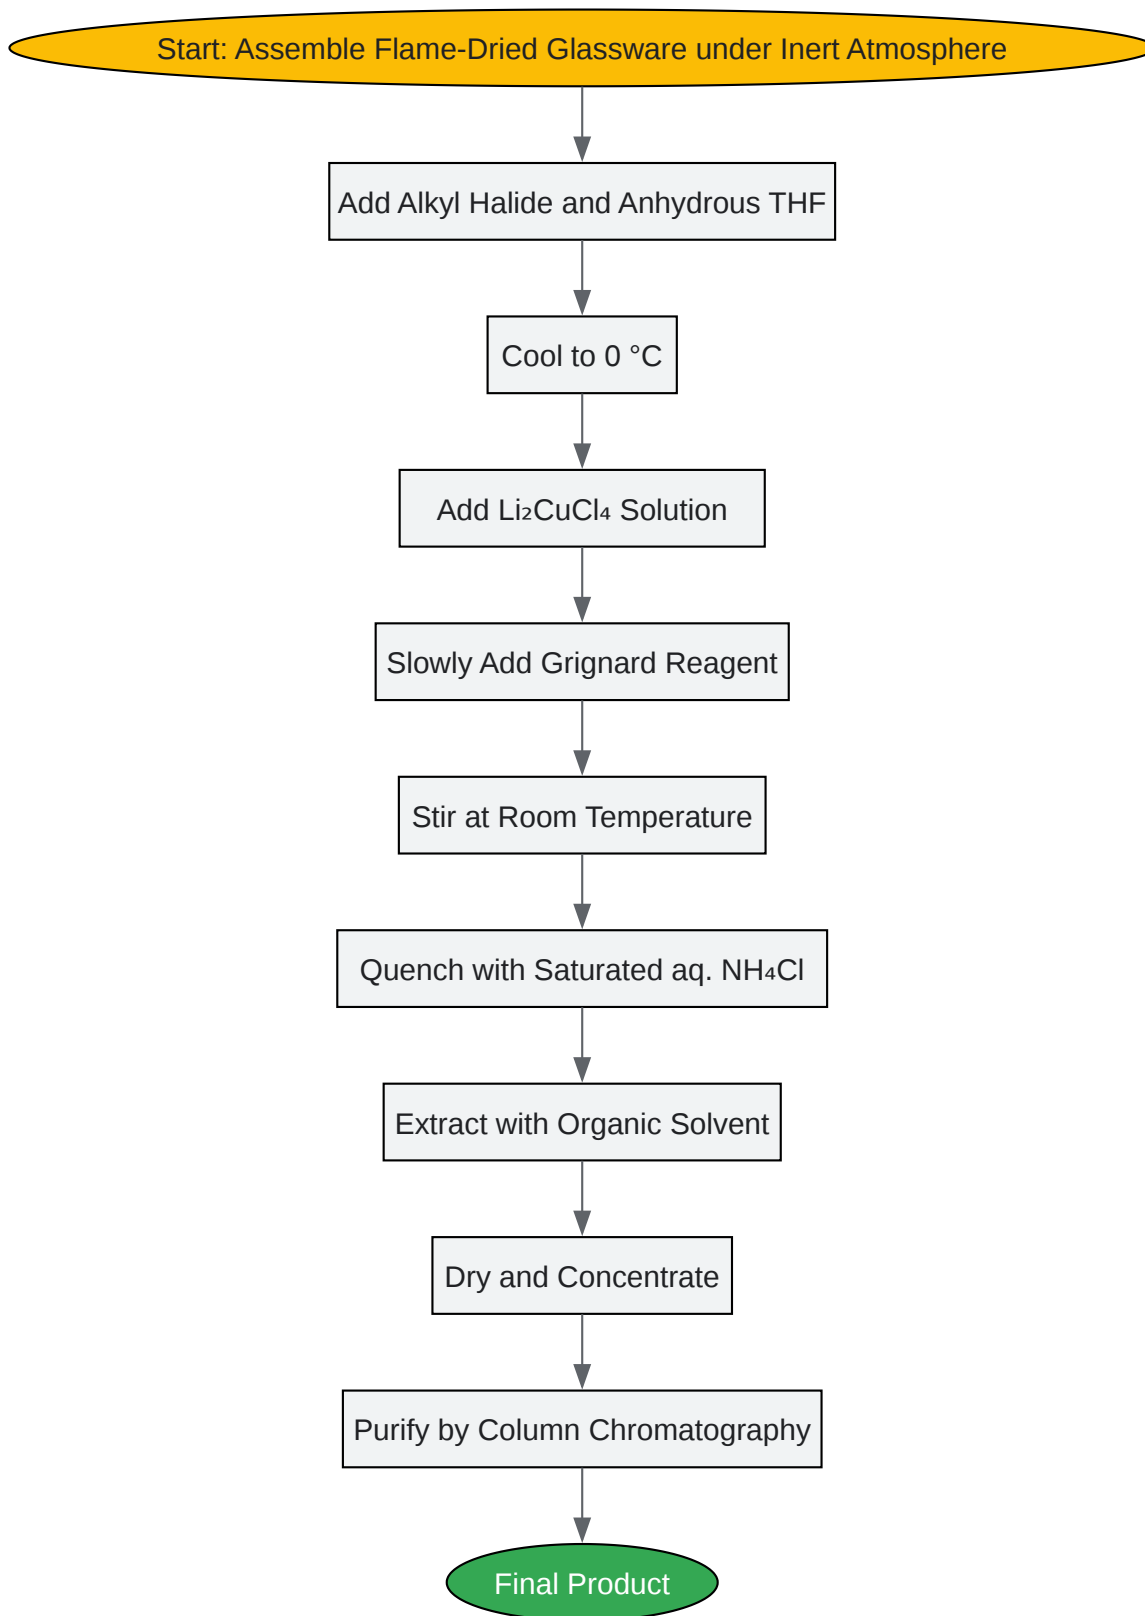 Start: Assemble Flame-Dried Glassware under Inert Atmosphere
Add Alkyl Halide and Anhydrous THF
Cool to 0 °C
Add Li₂CuCl₄ Solution
Slowly Add Grignard Reagent
Stir at Room Temperature
Quench with Saturated aq. NH₄Cl
Extract with Organic Solvent
Dry and Concentrate
Purify by Column Chromatography
Final Product